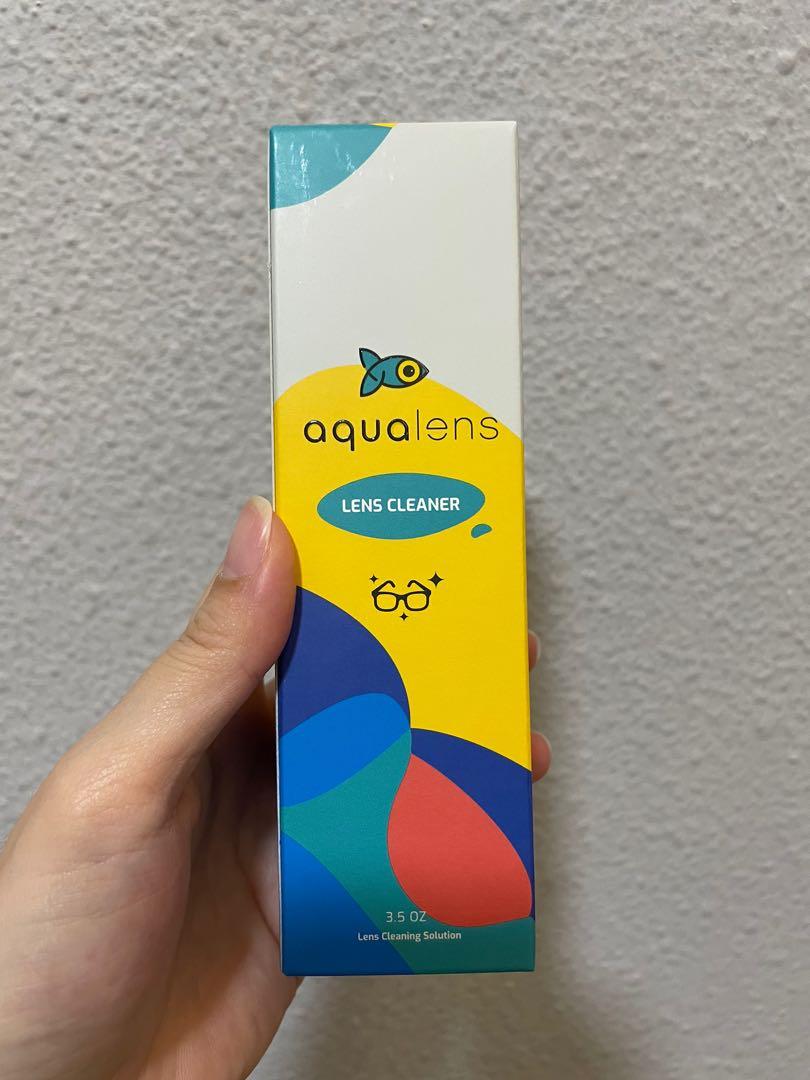 aqualens
LENS CLEANER
3.5 OZ
Lens Cleaning Solution